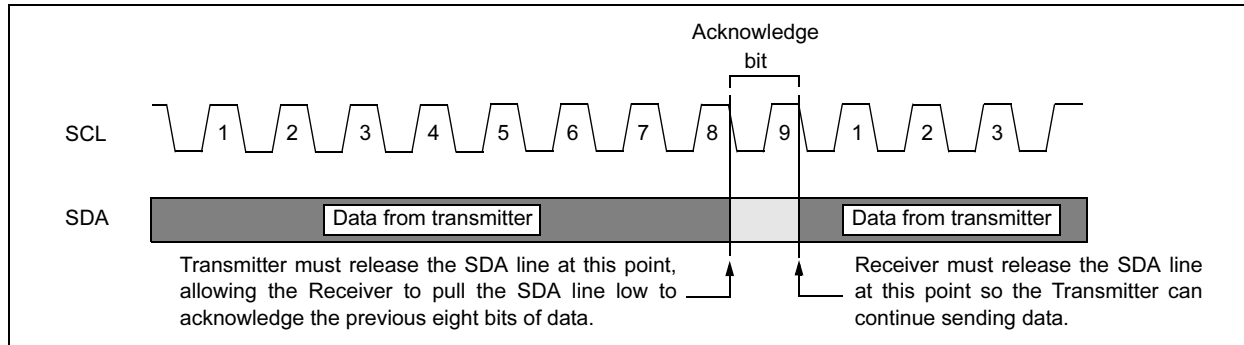 Acknowledge
bit
SCL
1 2 3 4 5 6 7 8 9 1 2 3
SDA
Data from transmitter
Data from transmitter
Transmitter must release the SDA line at this point,
allowing the Receiver to pull the SDA line low to
acknowledge the previous eight bits of data.
Receiver must release the SDA line
at this point so the Transmitter can
continue sending data.